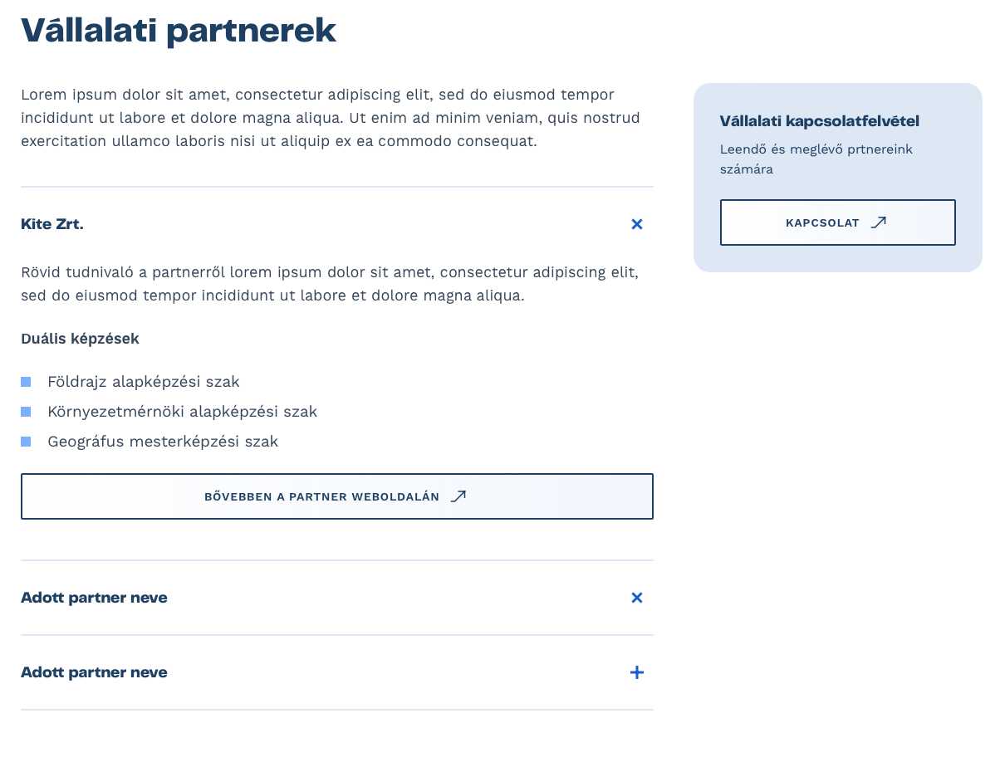 Vállalati partnerek
Lorem ipsum dolor sit amet, consectetur adipiscing elit, sed do eiusmod tempor
incididunt ut labore et dolore magna aliqua. Ut enim ad minim veniam, quis nostrud
exercitation ullamco laboris nisi ut aliquip ex ea commodo consequat.
Kite Zrt.
Rövid tudnivaló a partnerről lorem ipsum dolor sit amet, consectetur adipiscing elit,
sed do eiusmod tempor incididunt ut labore et dolore magna aliqua.
Duális képzések
Földrajz alapképzési szak
Környezetmérnöki alapképzési szak
Geográfus mesterképzési szak
BŐVEBBEN A PARTNER WEBOLDALÁN
Adott partner neve
Adott partner neve
Vállalati kapcsolatfelvétel
Leendő és meglévő prtnereink
számára
KAPCSOLAT